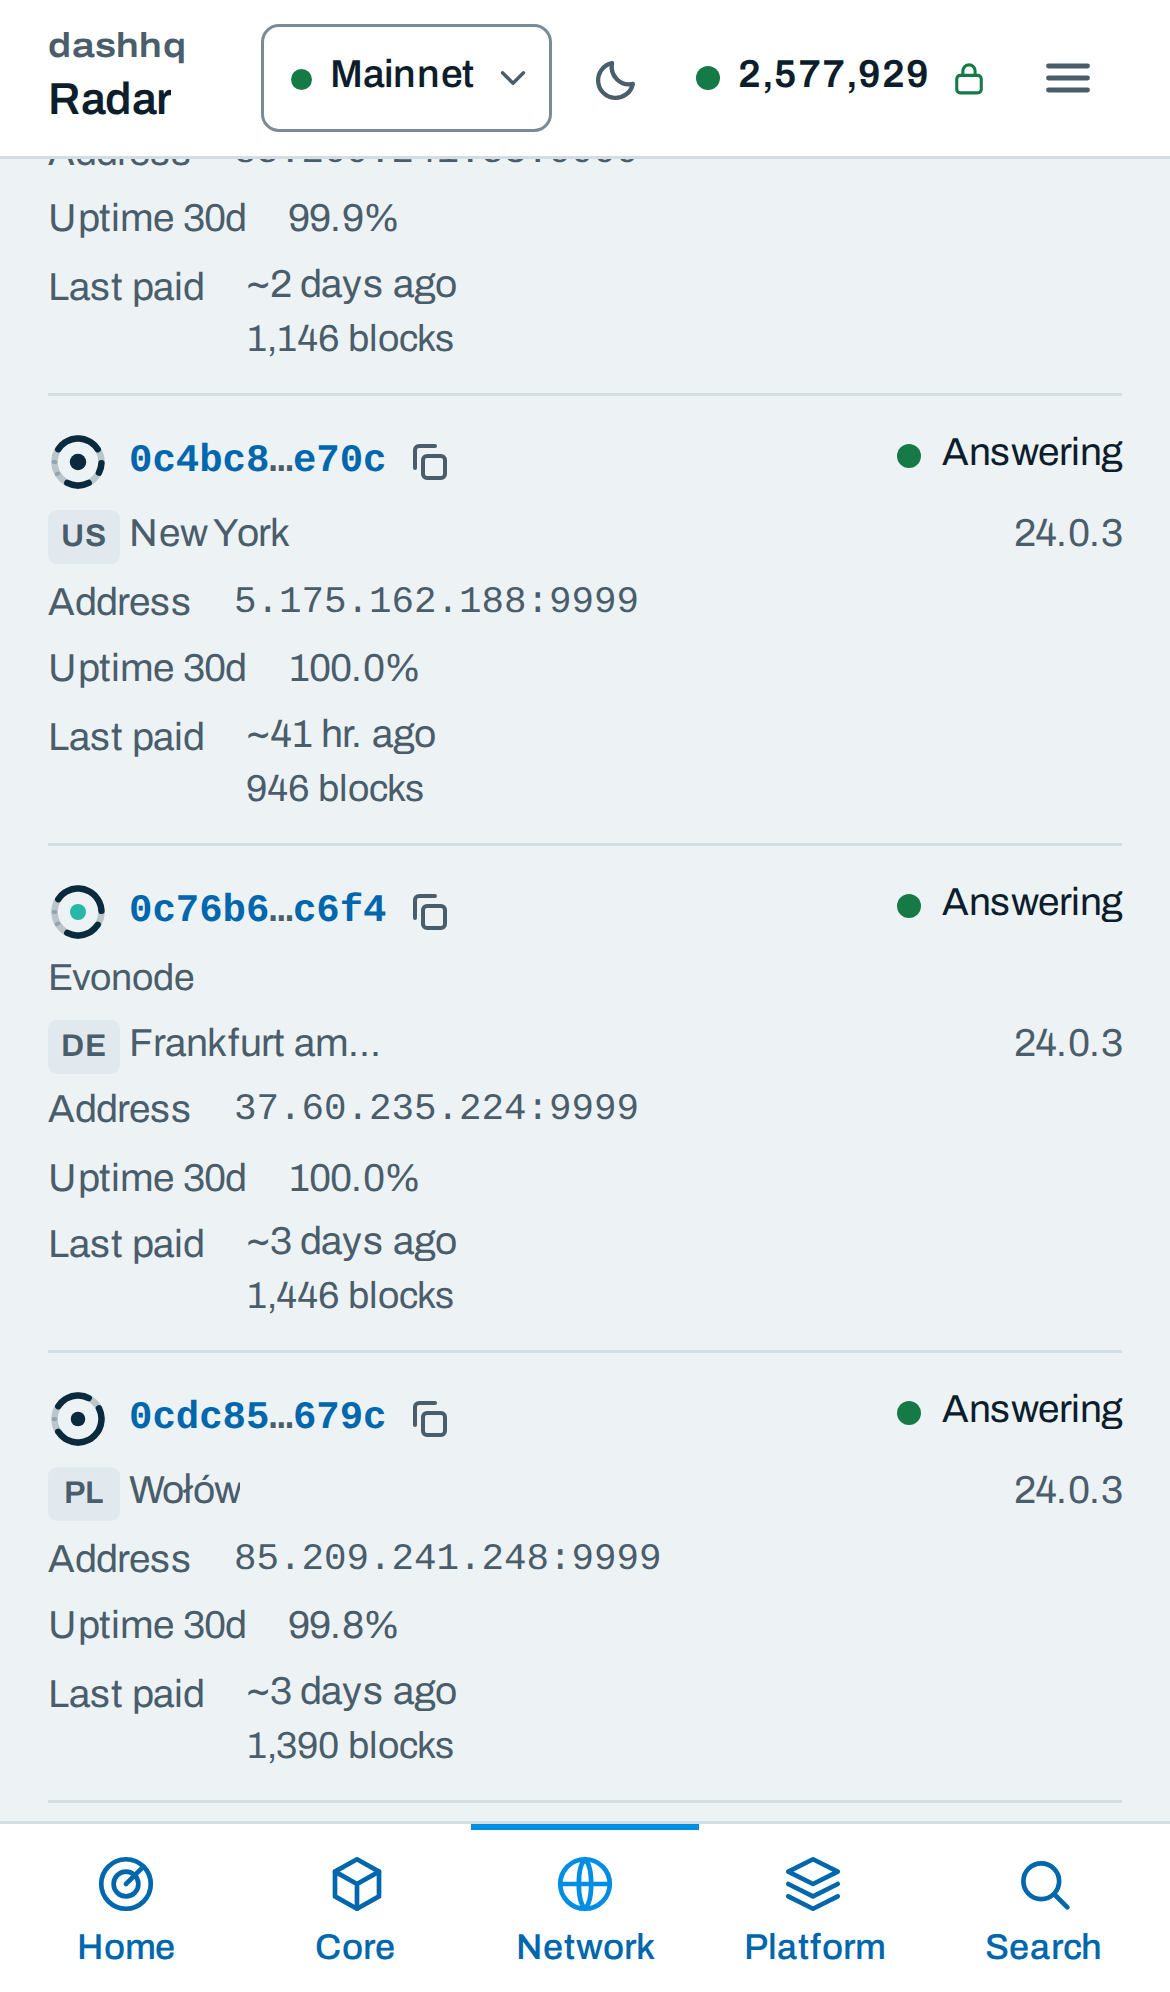 dashhq
Radar
Mainnet
2,577,929
Address
Uptime 30d 99.9%
Last paid ~2 days ago
1,146 blocks
0c4bc8…e70c Answering
US New York 24.0.3
Address 5.175.162.188:9999
Uptime 30d 100.0%
Last paid ~41 hr. ago
946 blocks
0c76b6…c6f4 Answering
Evonode
DE Frankfurt am… 24.0.3
Address 37.60.235.224:9999
Uptime 30d 100.0%
Last paid ~3 days ago
1,446 blocks
0cdc85…679c Answering
PL Wołów 24.0.3
Address 85.209.241.248:9999
Uptime 30d 99.8%
Last paid ~3 days ago
1,390 blocks
Home Core Network Platform Search